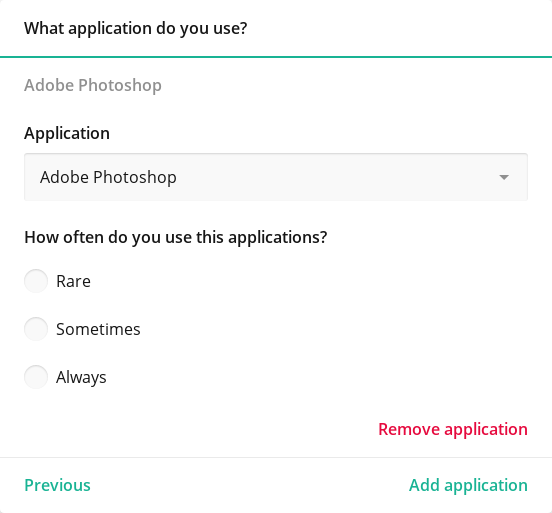 What application do you use?
Adobe Photoshop
Application
Adobe Photoshop
How often do you use this applications?
Rare
Sometimes
Always
Remove application
Previous
Add application